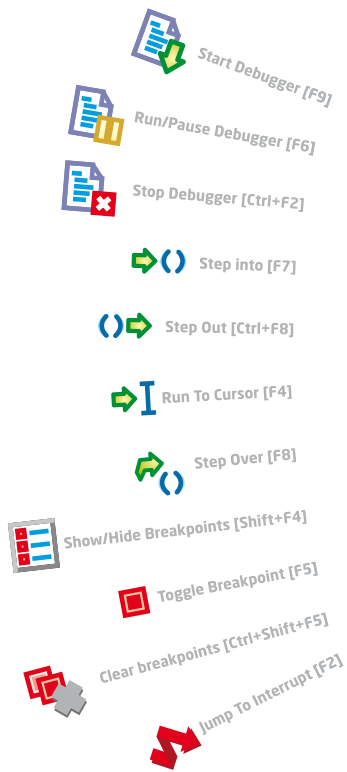 Start Debugger [F9]
Run/Pause Debugger [F6]
Stop Debugger [Ctrl+F2]
Step into [F7]
Step Out [Ctrl+F8]
Run To Cursor [F4]
Step Over [F8]
Show/Hide Breakpoints [Shift+F4]
Toggle Breakpoint [F5]
Clear breakpoints [Ctrl+Shift+F5]
Jump To Interrupt [F2]